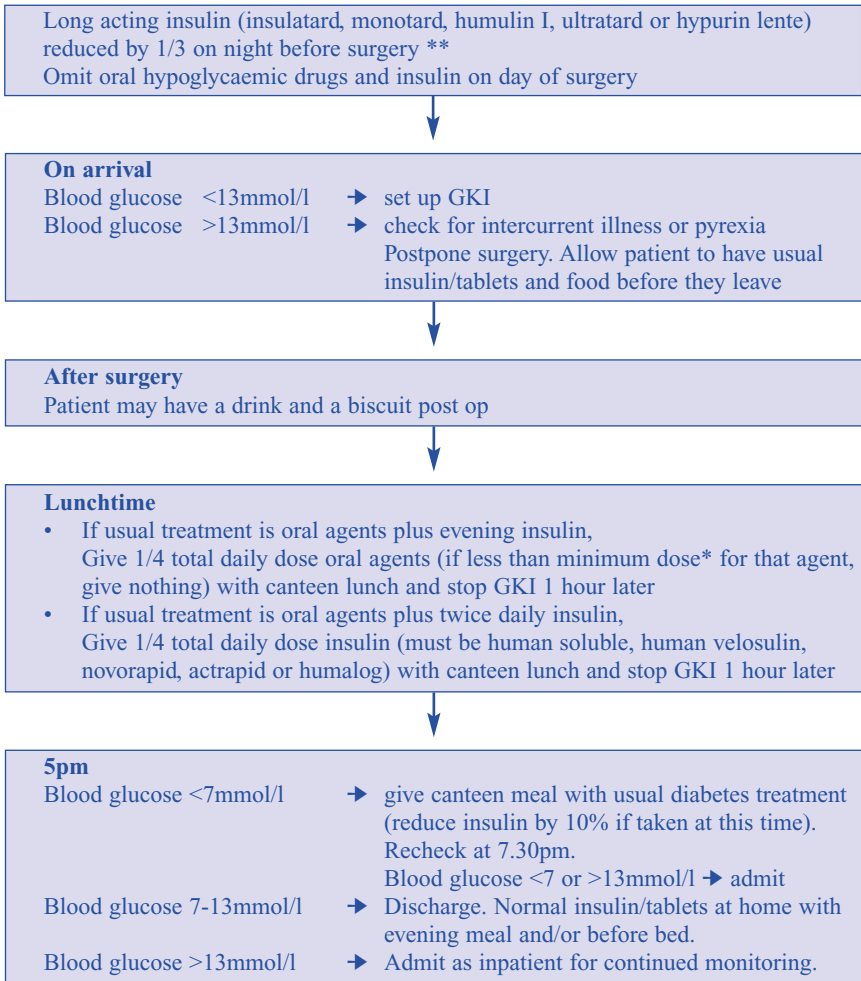 Long acting insulin (insulatard, monotard, humulin I, ultratard or hypurin lente)
reduced by 1/3 on night before surgery **
Omit oral hypoglycaemic drugs and insulin on day of surgery
On arrival
Blood glucose <13mmol/l → set up GKI
Blood glucose >13mmol/l → check for intercurrent illness or pyrexia
Postpone surgery. Allow patient to have usual
insulin/tablets and food before they leave
After surgery
Patient may have a drink and a biscuit post op
Lunchtime
• If usual treatment is oral agents plus evening insulin,
Give 1/4 total daily dose oral agents (if less than minimum dose* for that agent,
give nothing) with canteen lunch and stop GKI 1 hour later
• If usual treatment is oral agents plus twice daily insulin,
Give 1/4 total daily dose insulin (must be human soluble, human velosulin,
novorapid, actrapid or humalog) with canteen lunch and stop GKI 1 hour later
5pm
Blood glucose <7mmol/l → give canteen meal with usual diabetes treatment
(reduce insulin by 10% if taken at this time).
Recheck at 7.30pm.
Blood glucose <7 or >13mmol/l → admit
Blood glucose 7-13mmol/l → Discharge. Normal insulin/tablets at home with
evening meal and/or before bed.
Blood glucose >13mmol/l → Admit as inpatient for continued monitoring.